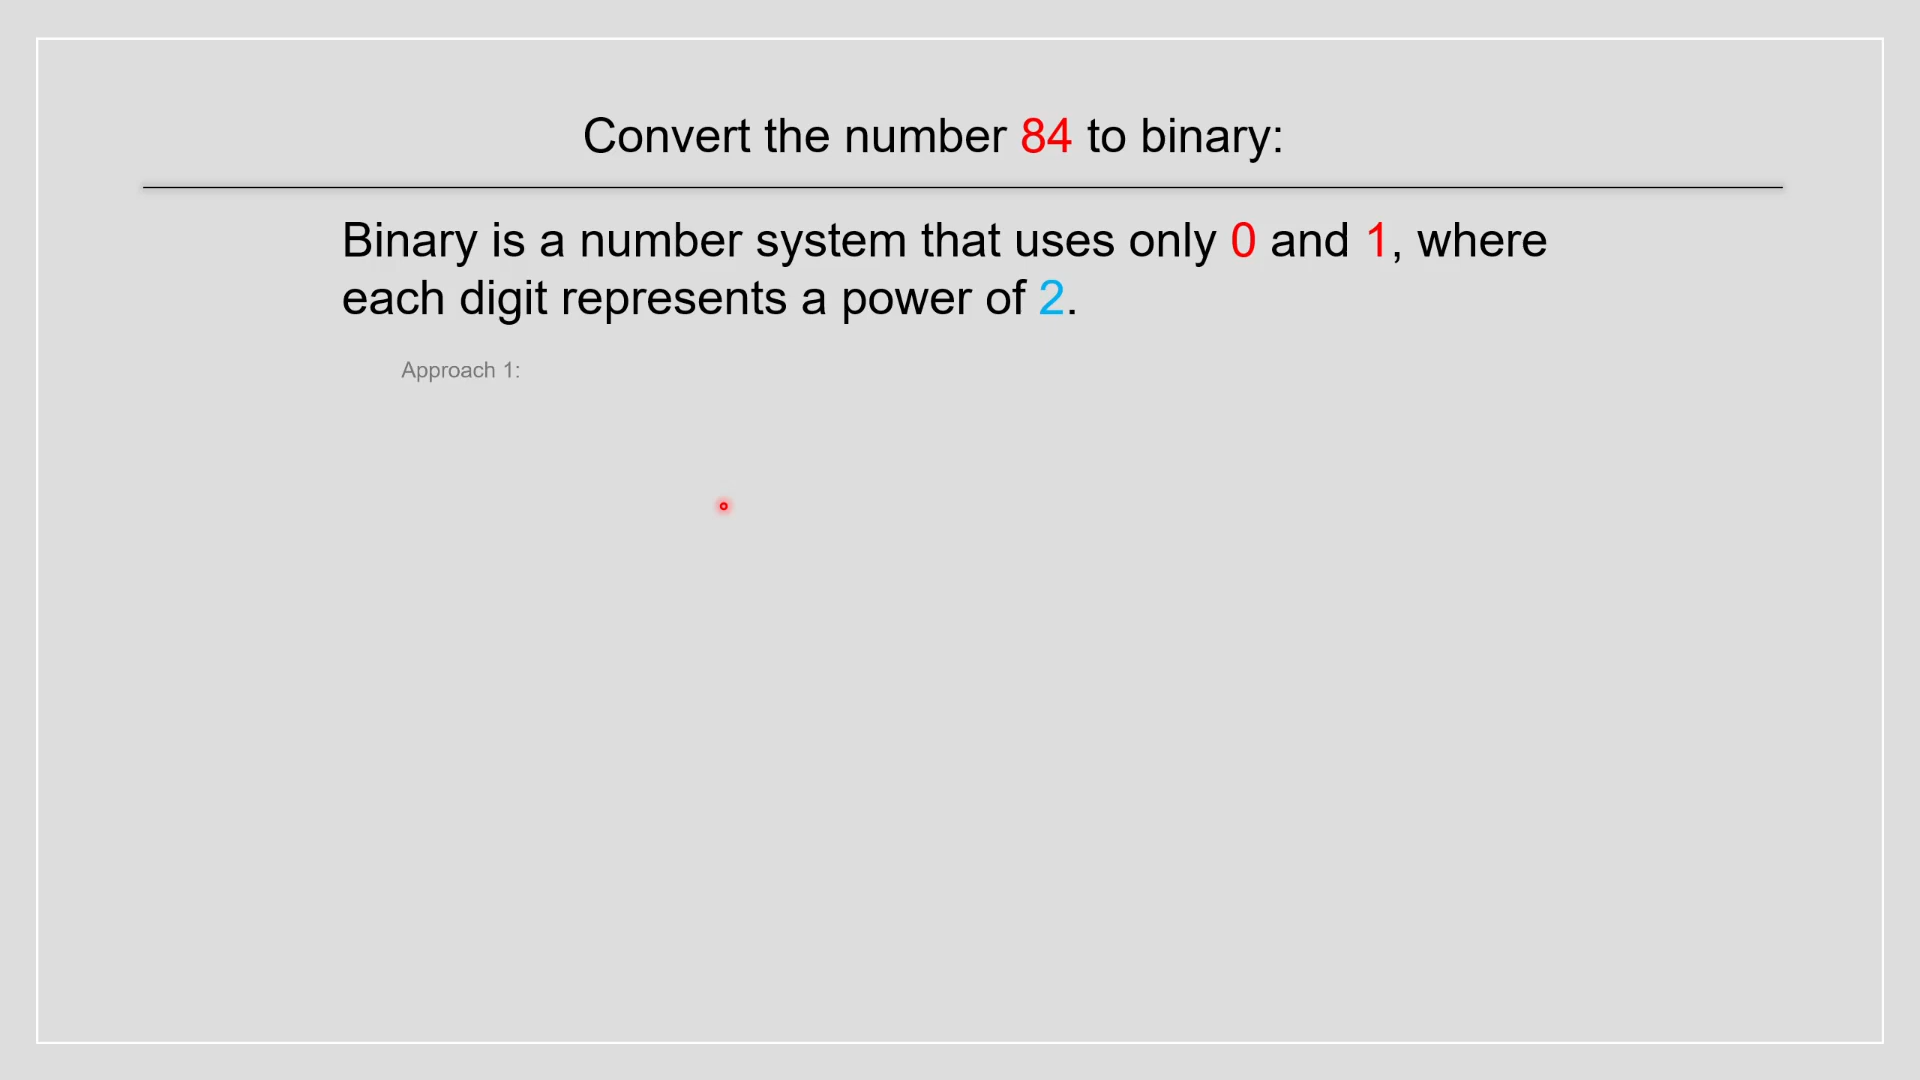 Convert the number 84 to binary:
Binary is a number system that uses only 0 and 1, where
each digit represents a power of 2.
Approach 1: